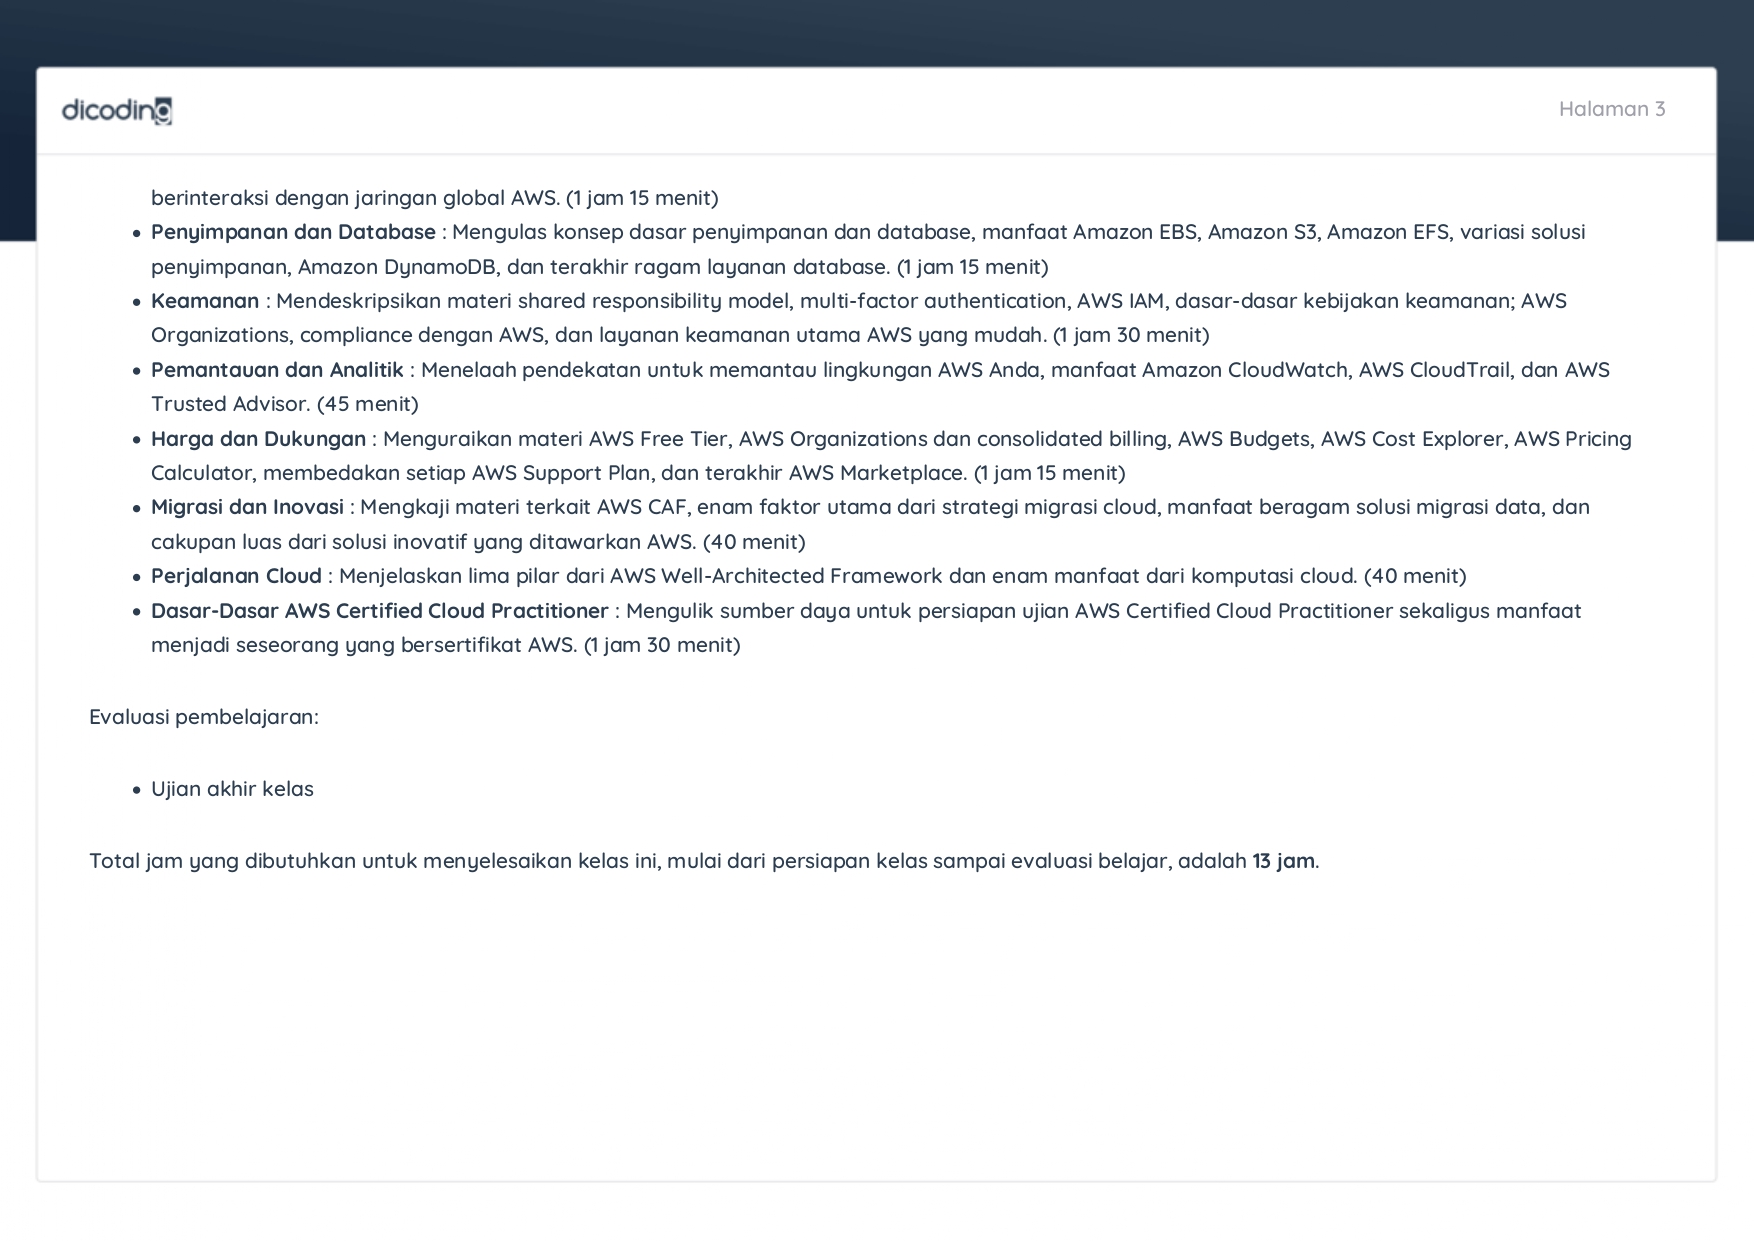 dicoding
Halaman 3
berinteraksi dengan jaringan global AWS. (1 jam 15 menit)
• Penyimpanan dan Database : Mengulas konsep dasar penyimpanan dan database, manfaat Amazon EBS, Amazon S3, Amazon EFS, variasi solusi
penyimpanan, Amazon DynamoDB, dan terakhir ragam layanan database. (1 jam 15 menit)
• Keamanan : Mendeskripsikan materi shared responsibility model, multi-factor authentication, AWS IAM, dasar-dasar kebijakan keamanan; AWS
Organizations, compliance dengan AWS, dan layanan keamanan utama AWS yang mudah. (1 jam 30 menit)
• Pemantauan dan Analitik : Menelaah pendekatan untuk memantau lingkungan AWS Anda, manfaat Amazon CloudWatch, AWS CloudTrail, dan AWS
Trusted Advisor. (45 menit)
• Harga dan Dukungan : Menguraikan materi AWS Free Tier, AWS Organizations dan consolidated billing, AWS Budgets, AWS Cost Explorer, AWS Pricing
Calculator, membedakan setiap AWS Support Plan, dan terakhir AWS Marketplace. (1 jam 15 menit)
• Migrasi dan Inovasi : Mengkaji materi terkait AWS CAF, enam faktor utama dari strategi migrasi cloud, manfaat beragam solusi migrasi data, dan
cakupan luas dari solusi inovatif yang ditawarkan AWS. (40 menit)
• Perjalanan Cloud : Menjelaskan lima pilar dari AWS Well-Architected Framework dan enam manfaat dari komputasi cloud. (40 menit)
• Dasar-Dasar AWS Certified Cloud Practitioner : Mengulik sumber daya untuk persiapan ujian AWS Certified Cloud Practitioner sekaligus manfaat
menjadi seseorang yang bersertifikat AWS. (1 jam 30 menit)
Evaluasi pembelajaran:
• Ujian akhir kelas
Total jam yang dibutuhkan untuk menyelesaikan kelas ini, mulai dari persiapan kelas sampai evaluasi belajar, adalah 13 jam.